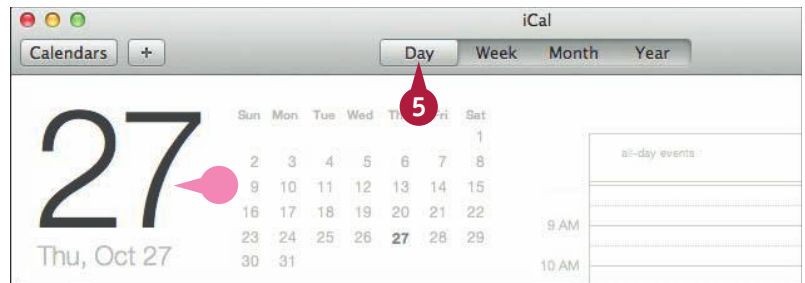 iCal
Calendars + Day Week Month Year
5
27
Sun Mon Tue Wed Fri Sat
1
2 3 4 5 6 7 8
9 10 11 12 13 14 15
16 17 18 19 20 21 22
23 24 25 26 27 28 29
30 31
Thu, Oct 27
all-day events
9 AM
10 AM